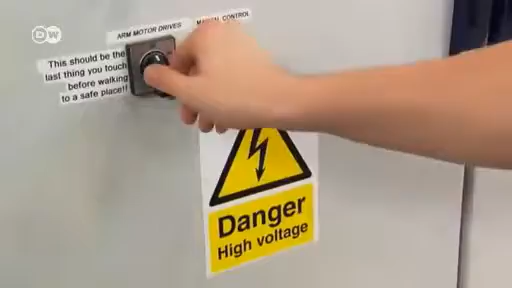 DW
ARM MOTOR DRIVES
MANUAL CONTROL
This should be the
last thing you touch
before walking
to a safe place!!
Danger
High voltage